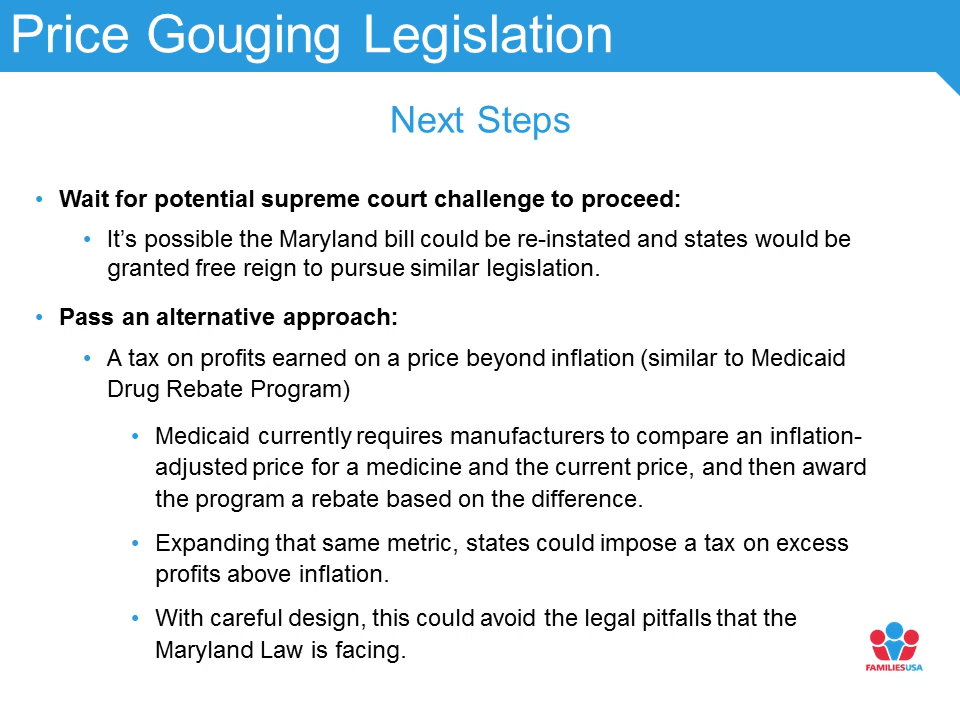 Price Gouging Legislation
Next Steps
• Wait for potential supreme court challenge to proceed:
• It’s possible the Maryland bill could be re-instated and states would be
granted free reign to pursue similar legislation.
• Pass an alternative approach:
• A tax on profits earned on a price beyond inflation (similar to Medicaid
Drug Rebate Program)
• Medicaid currently requires manufacturers to compare an inflation-
adjusted price for a medicine and the current price, and then award
the program a rebate based on the difference.
• Expanding that same metric, states could impose a tax on excess
profits above inflation.
• With careful design, this could avoid the legal pitfalls that the
Maryland Law is facing.
FAMILIESUSA